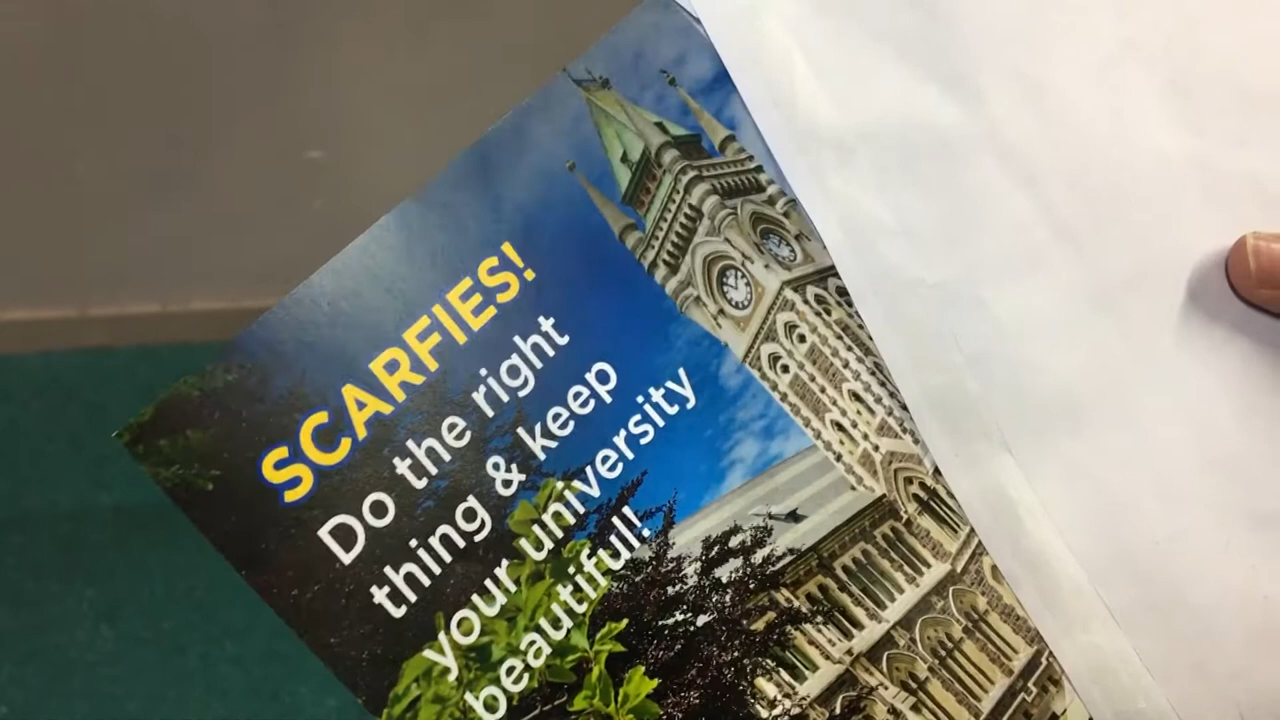 SCARFIES!
Do the right
thing & keep
your university
beautiful!